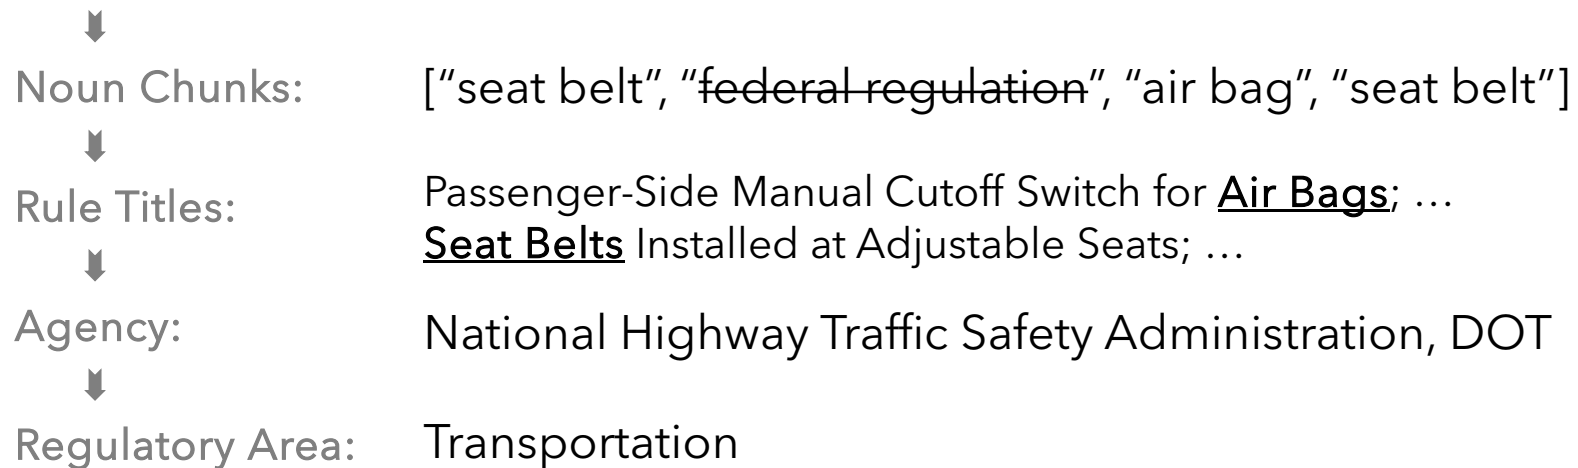 Noun Chunks: [“seat belt”, “federal regulation”, “air bag”, “seat belt”]
Rule Titles: Passenger-Side Manual Cutoff Switch for Air Bags; …
Seat Belts Installed at Adjustable Seats; …
Agency: National Highway Traffic Safety Administration, DOT
Regulatory Area: Transportation